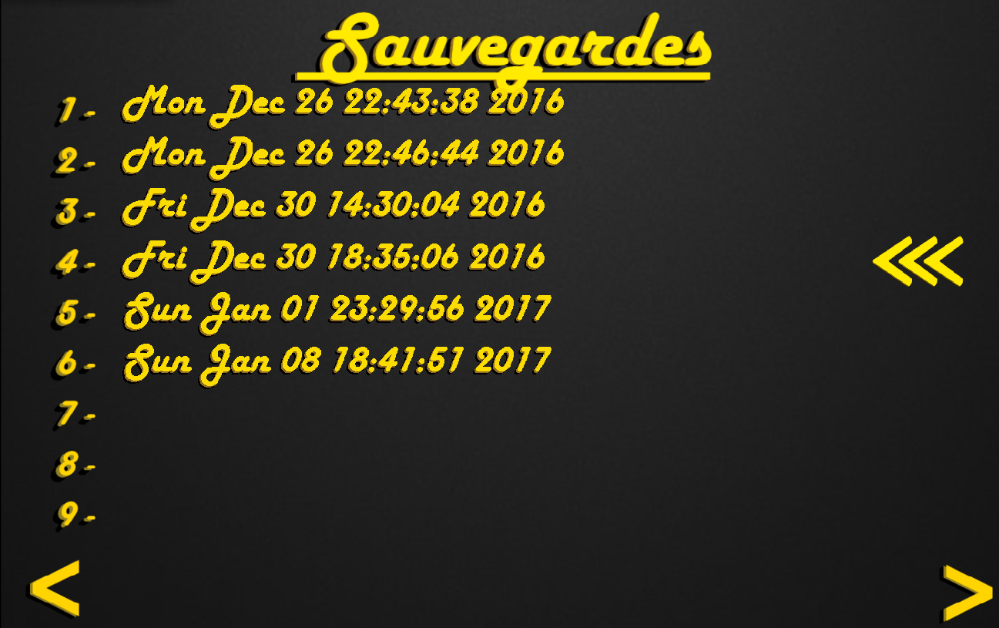 Sauvegardes
1 - Mon Dec 26 22:43:38 2016
2 - Mon Dec 26 22:46:44 2016
3 - Fri Dec 30 14:30:04 2016
4 - Fri Dec 30 18:35:06 2016
<<<
5 - Sun Jan 01 23:29:56 2017
6 - Sun Jan 08 18:41:51 2017
7 -
8 -
9 -
< >